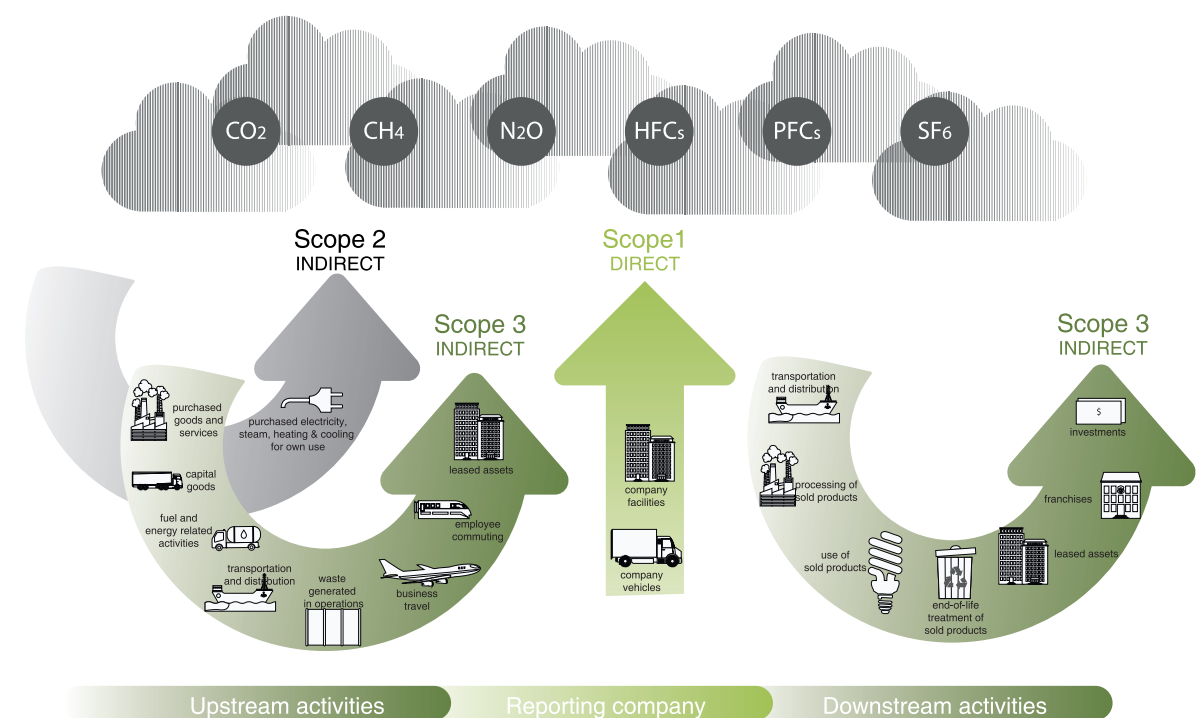 CO2
CH4
N2O
HFCs
PFCs
SF6
Scope 2
INDIRECT
Scope1
DIRECT
Scope 3
INDIRECT
Scope 3
INDIRECT
purchased
goods and
services
capital
goods
fuel and
energy related
activities
transportation
and distribution
waste
generated
in operations
business
travel
employee
commuting
leased assets
purchased electricity,
steam, heating & cooling
for own use
company
facilities
company
vehicles
transportation
and distribution
processing of
sold products
use of
sold products
end-of-life
treatment of
sold products
leased assets
franchises
$
investments
Upstream activities
Reporting company
Downstream activities